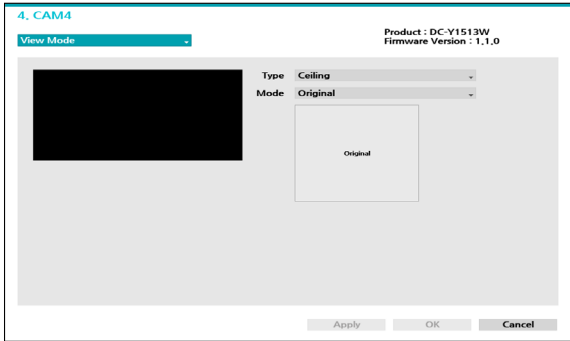 4. CAM4
View Mode
Product : DC-Y1513W
Firmware Version : 1.1.0
Type Ceiling
Mode Original
Original
Apply OK Cancel